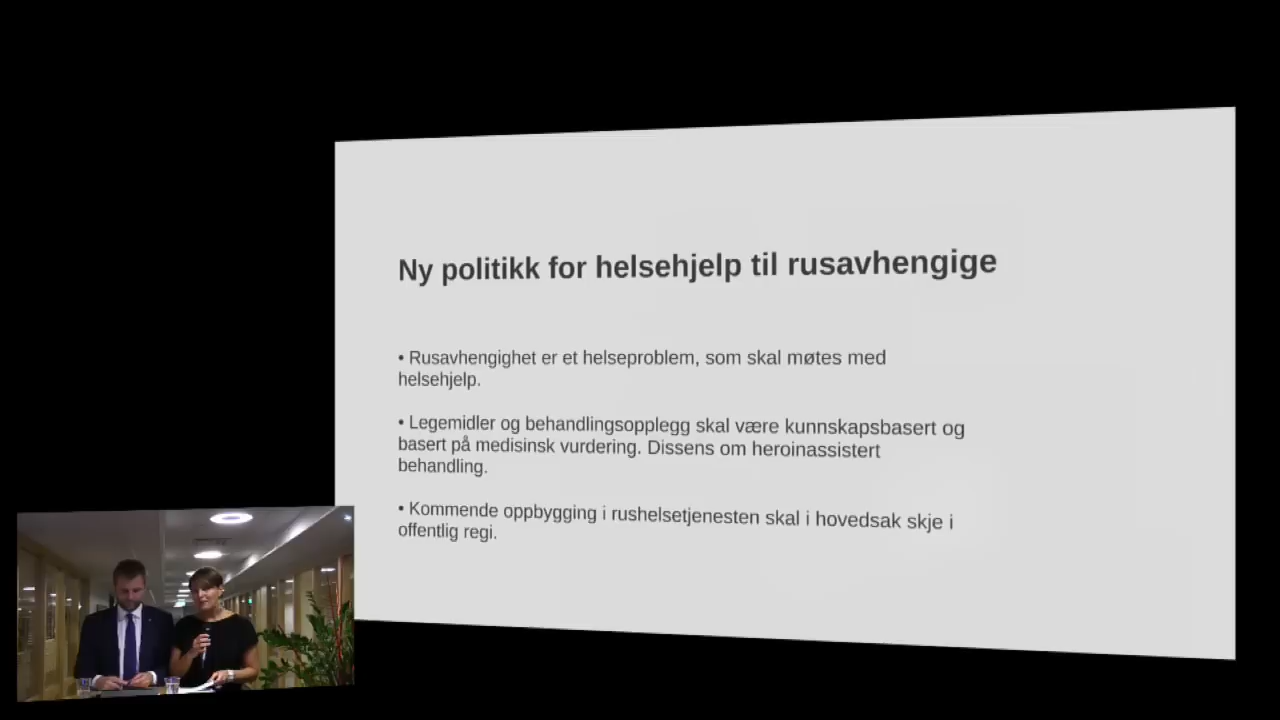 Ny politikk for helsehjelp til rusavhengige
• Rusavhengighet er et helseproblem, som skal møtes med
helsehjelp.
• Legemidler og behandlingsopplegg skal være kunnskapsbasert og
basert på medisinsk vurdering. Dissens om heroinassistert
behandling.
• Kommende oppbygging i rushelsetjenesten skal i hovedsak skje i
offentlig regi.